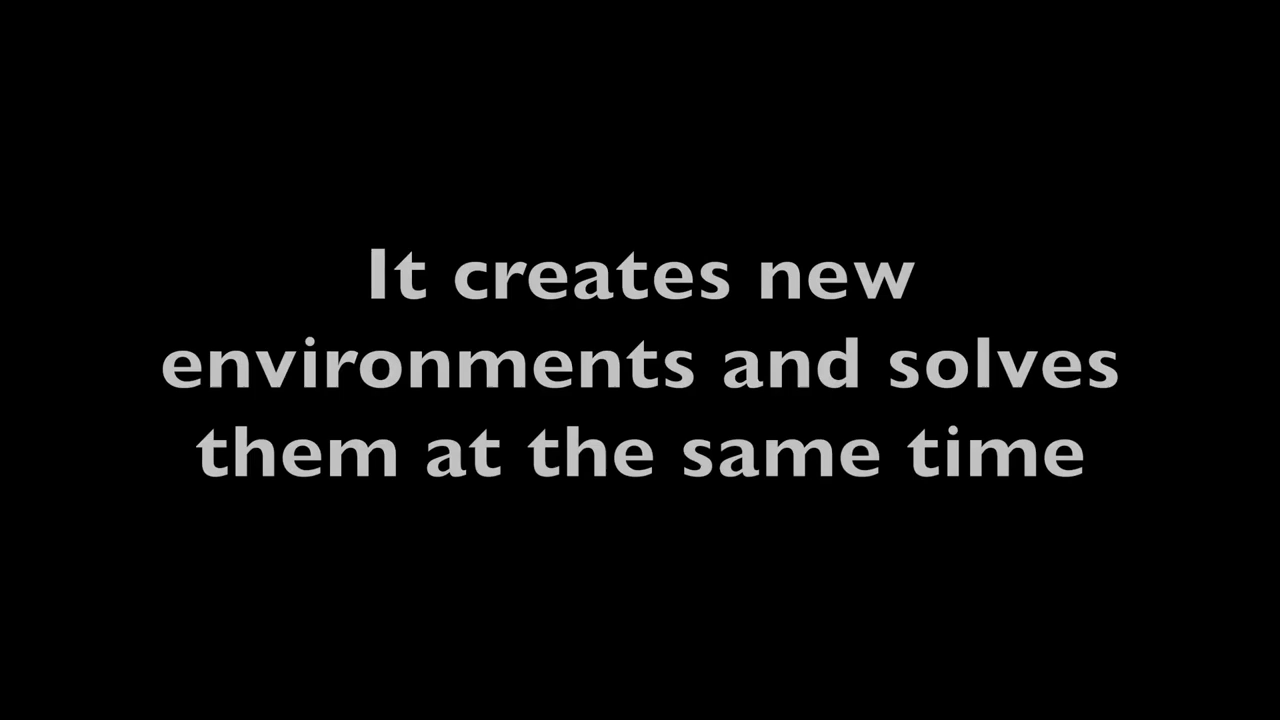 It creates new
environments and solves
them at the same time